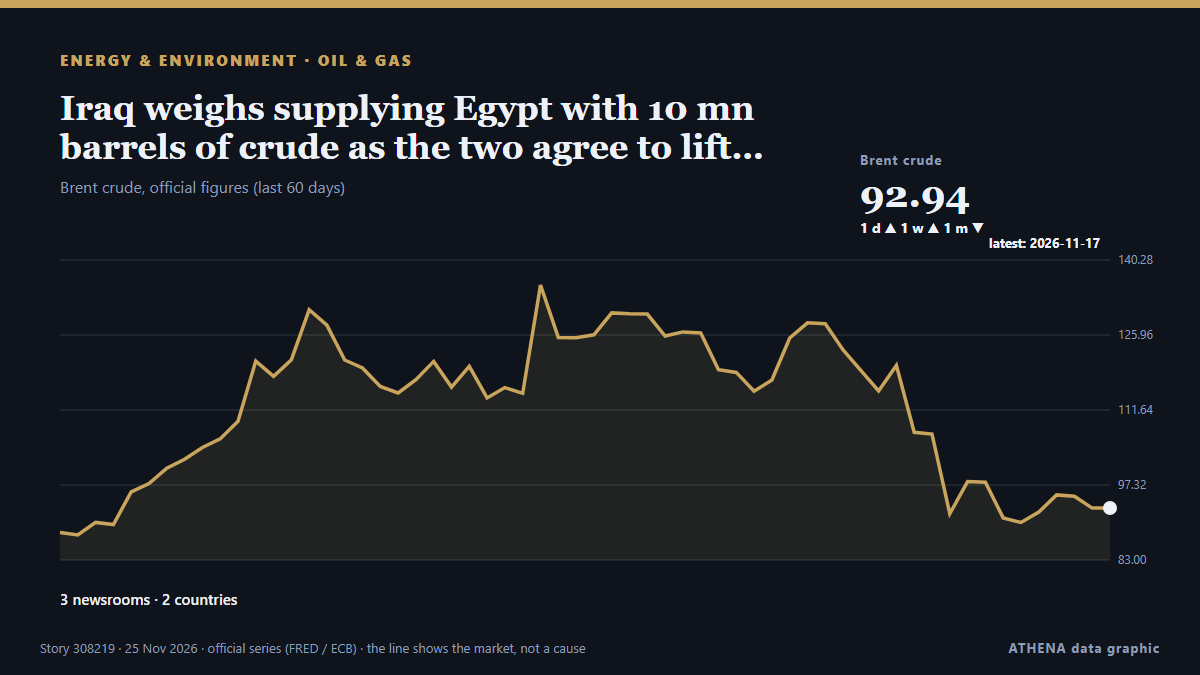 ENERGY & ENVIRONMENT · OIL & GAS
Iraq weighs supplying Egypt with 10 mn
barrels of crude as the two agree to lift...
Brent crude, official figures (last 60 days)
Brent crude
92.94
1 d ▲ 1 w ▲ 1 m ▼
latest: 2026-11-17
140.28
125.96
111.64
97.32
83.00
3 newsrooms · 2 countries
Story 308219 · 25 Nov 2026 · official series (FRED / ECB) · the line shows the market, not a cause
ATHENA data graphic